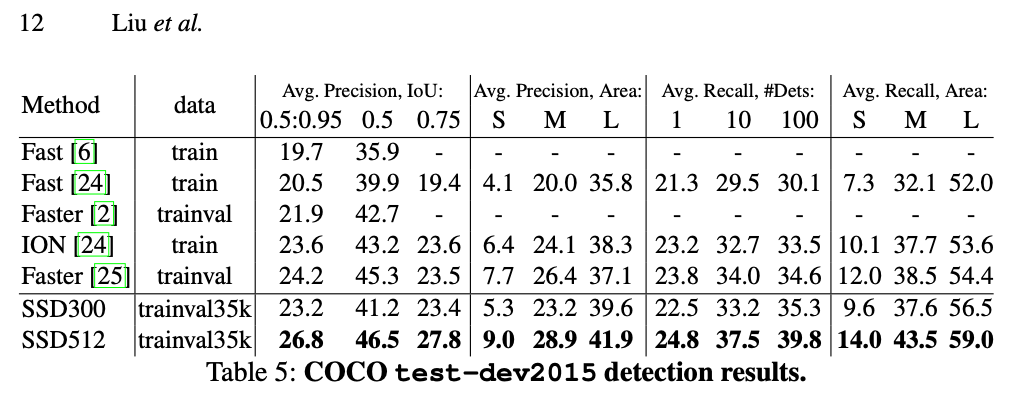 12 Liu et al.
Method data Avg. Precision, IoU: Avg. Precision, Area: Avg. Recall, #Dets: Avg. Recall, Area:
0.5:0.95 0.5 0.75 S M L 1 10 100 S M L
Fast [6] train 19.7 35.9 - - - - - - - - - -
Fast [24] train 20.5 39.9 19.4 4.1 20.0 35.8 21.3 29.5 30.1 7.3 32.1 52.0
Faster [2] trainval 21.9 42.7 - - - - - - - - - -
ION [24] train 23.6 43.2 23.6 6.4 24.1 38.3 23.2 32.7 33.5 10.1 37.7 53.6
Faster [25] trainval 24.2 45.3 23.5 7.7 26.4 37.1 23.8 34.0 34.6 12.0 38.5 54.4
SSD300 trainval35k 23.2 41.2 23.4 5.3 23.2 39.6 22.5 33.2 35.3 9.6 37.6 56.5
SSD512 trainval35k 26.8 46.5 27.8 9.0 28.9 41.9 24.8 37.5 39.8 14.0 43.5 59.0
Table 5: COCO test-dev2015 detection results.